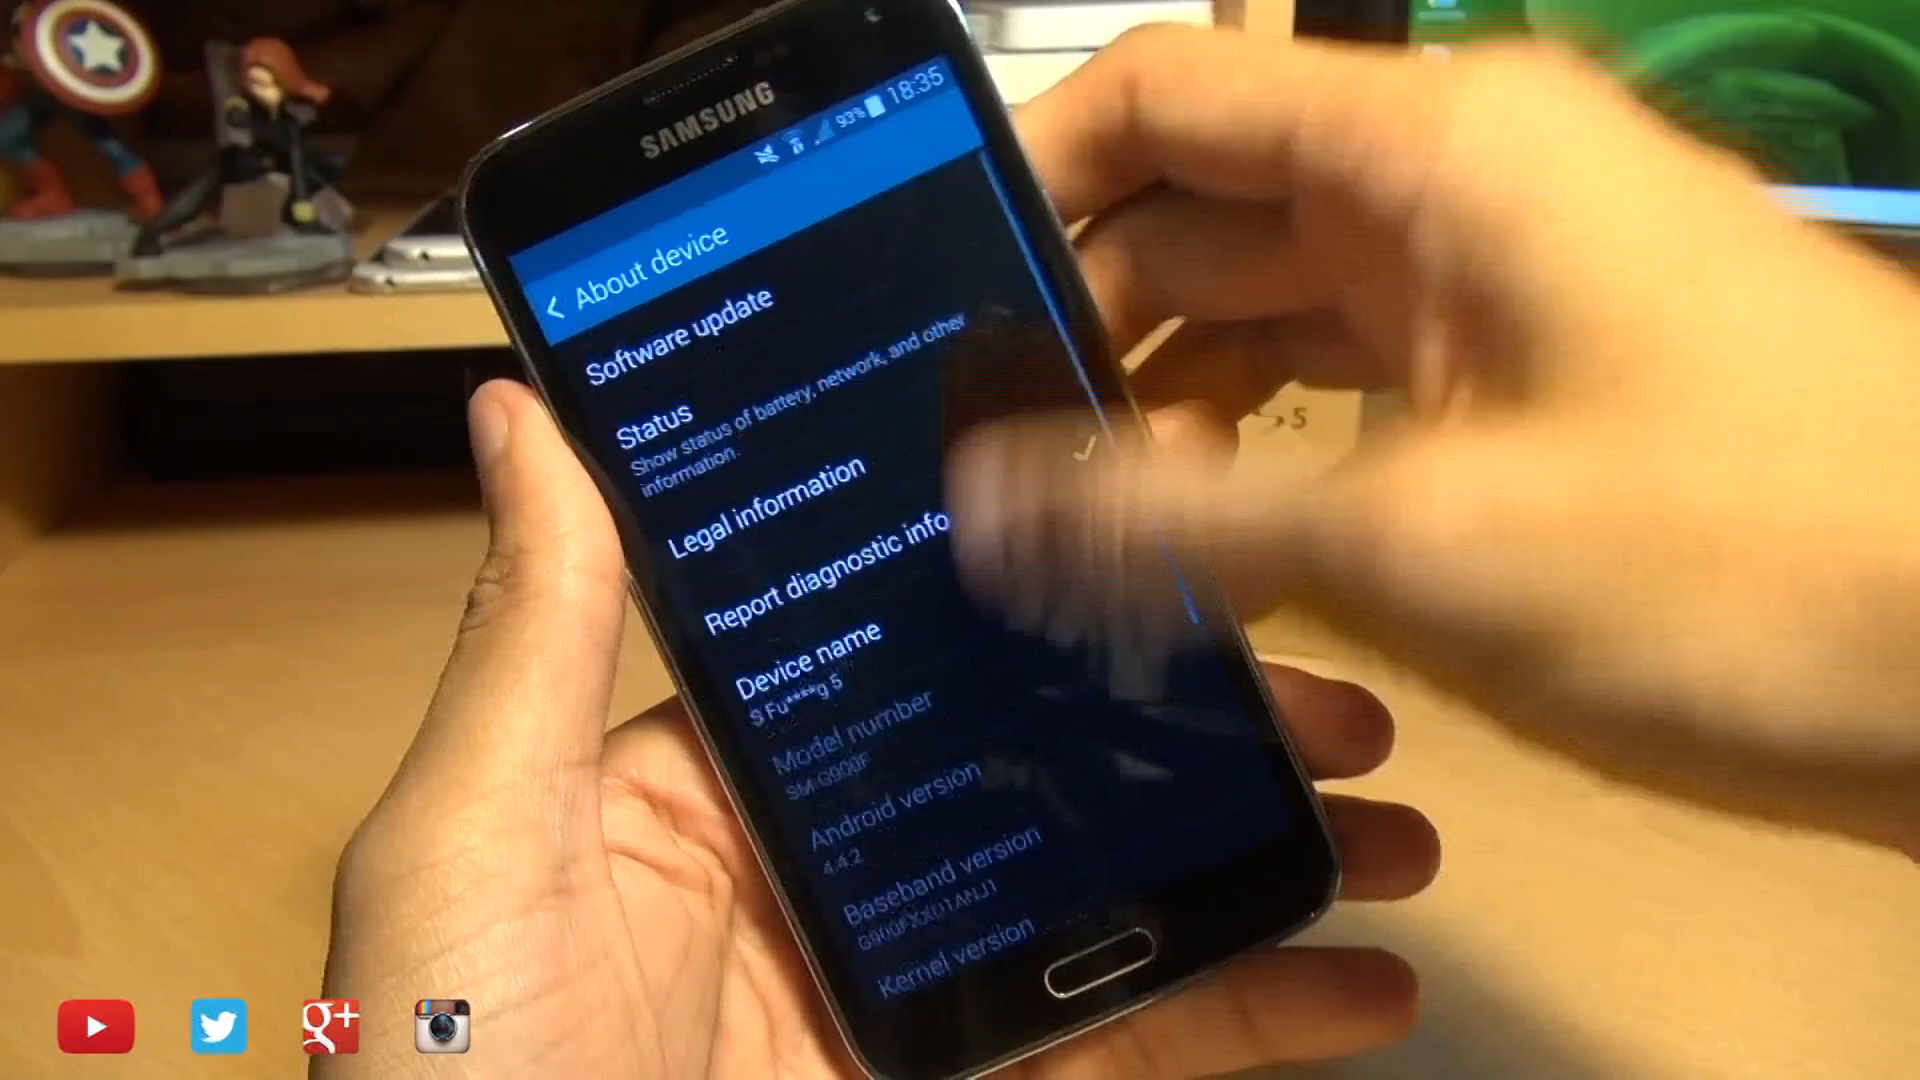 SAMSUNG
93% 18:35
About device
Software update
Status
Show status of battery, network, and other
information.
Legal information
Report diagnostic info
Device name
S Fu****g 5
Model number
SM-G900F
Android version
4.4.2
Baseband version
G900FXXU1ANJ1
Kernel version
S5
g+